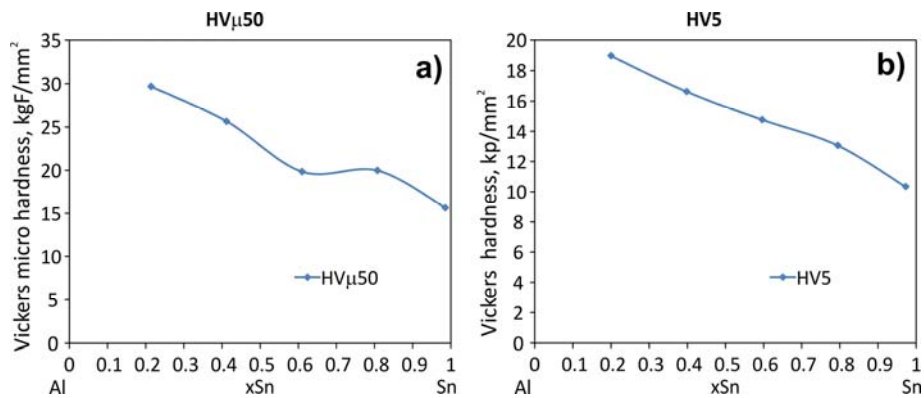 HVμ50
a)
Vickers micro hardness, kgF/mm²
35
30
25
20
15
10
5
0
HVμ50
0 0.1 0.2 0.3 0.4 0.5 0.6 0.7 0.8 0.9 1
Al xSn Sn
HV5
b)
Vickers hardness, kp/mm²
20
18
16
14
12
10
8
6
4
2
0
HV5
0 0.1 0.2 0.3 0.4 0.5 0.6 0.7 0.8 0.9 1
Al xSn Sn